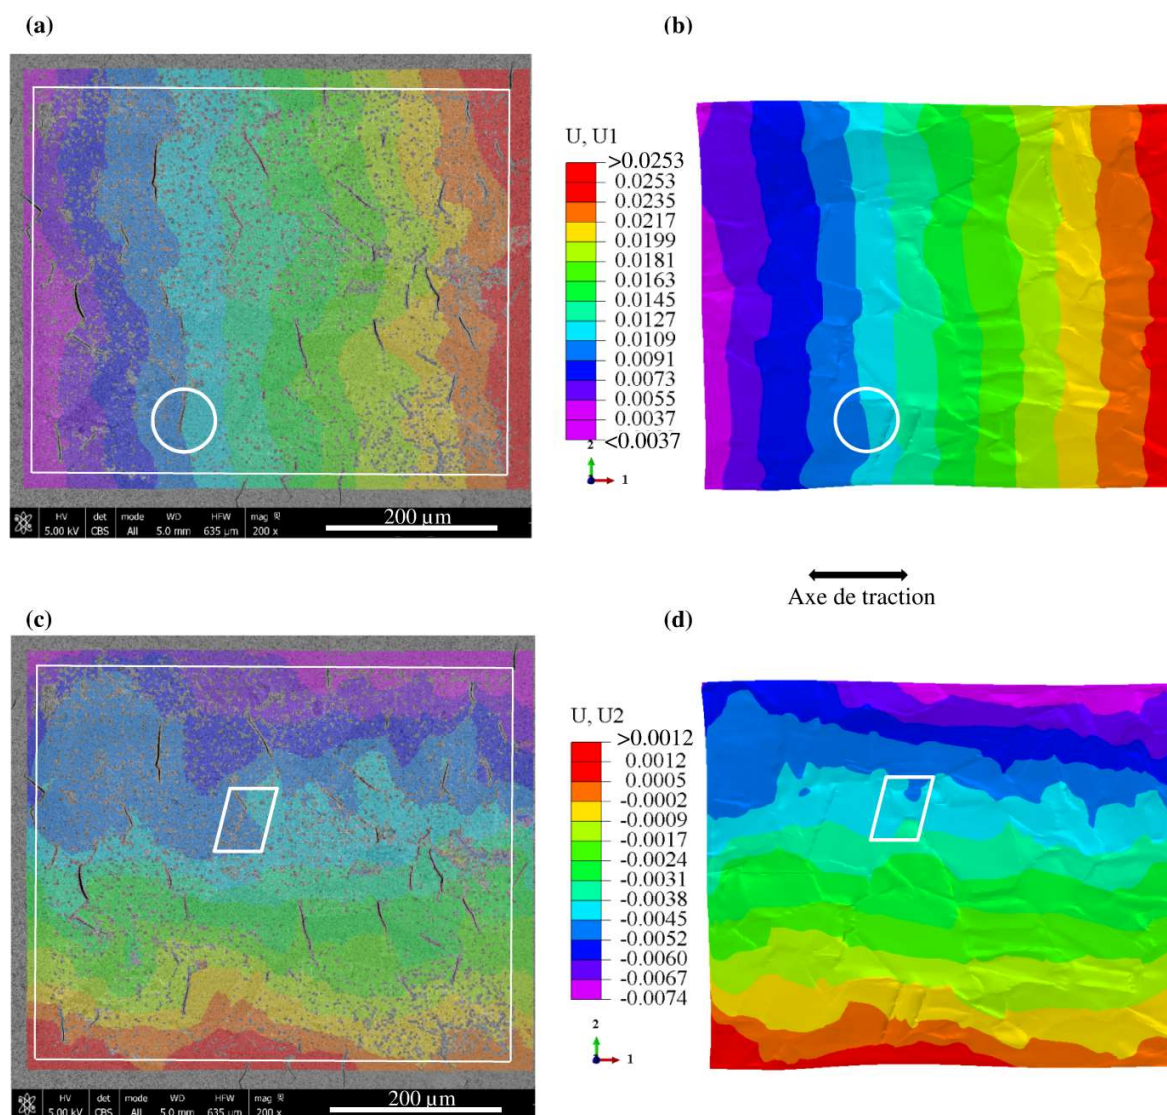 (a)
(b)
U, U1
>0.0253
0.0253
0.0235
0.0217
0.0199
0.0181
0.0163
0.0145
0.0127
0.0109
0.0091
0.0073
0.0055
0.0037
<0.0037
2
1
HV det mode WD HFW mag
5.00 kV CBS All 5.0 mm 635 µm 200 x
200 µm
Axe de traction
(c)
(d)
U, U2
>0.0012
0.0012
0.0005
-0.0002
-0.0009
-0.0017
-0.0024
-0.0031
-0.0038
-0.0045
-0.0052
-0.0060
-0.0067
-0.0074
2
1
HV det mode WD HFW mag
5.00 kV CBS All 5.0 mm 635 µm 200 x
200 µm